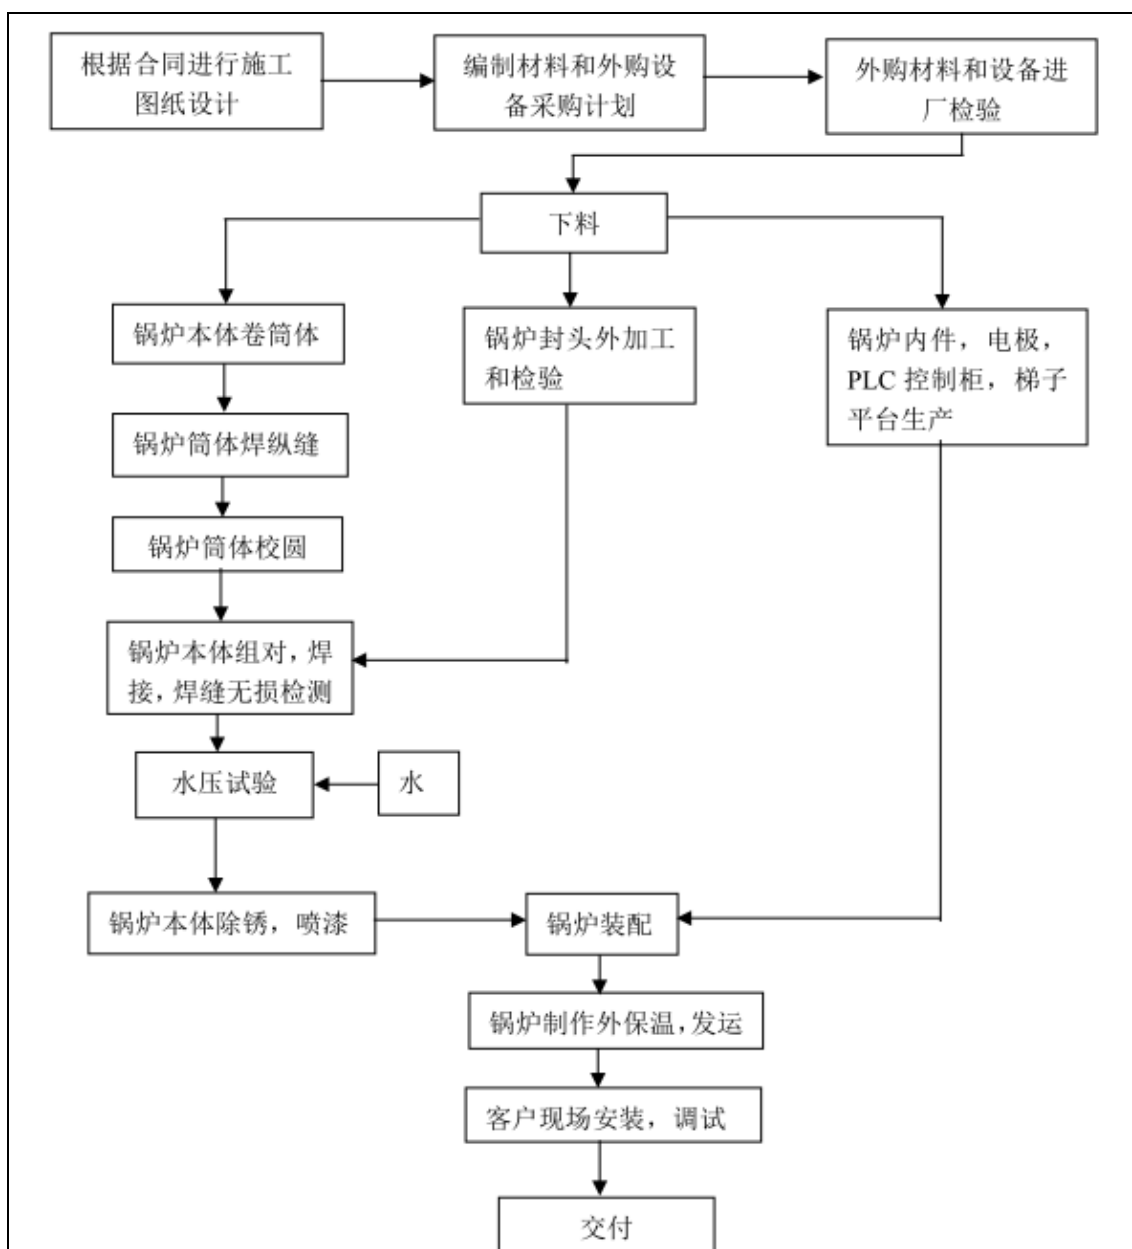 根据合同进行施工
图纸设计
编制材料和外购设
备采购计划
外购材料和设备进
厂检验
下料
锅炉本体卷筒体
锅炉封头外加工
和检验
锅炉内件，电极，
PLC 控制柜，梯子
平台生产
锅炉筒体焊纵缝
锅炉筒体校圆
锅炉本体组对，焊
接，焊缝无损检测
水压试验
水
锅炉本体除锈，喷漆
锅炉装配
锅炉制作外保温，发运
客户现场安装，调试
交付